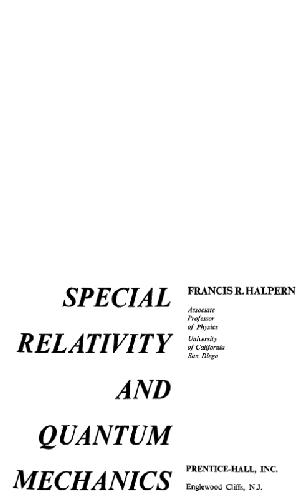 SPECIAL
RELATIVITY
AND
QUANTUM
MECHANICS
FRANCIS R. HALPERN
Associate
Professor
of Physics
University
of California
San Diego
PRENTICE-HALL, INC.
Englewood Cliffs, N.J.